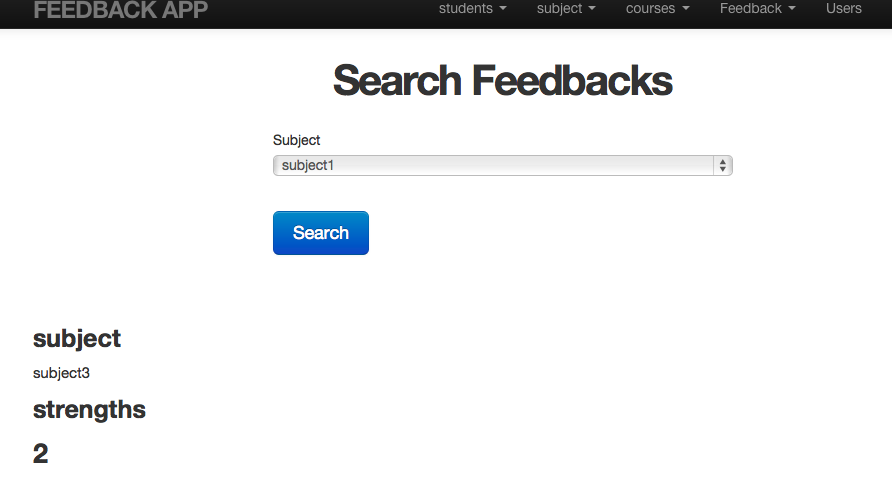 FEEDBACK APP students subject courses Feedback Users
Search Feedbacks
Subject
subject1
Search
subject
subject3
strengths
2